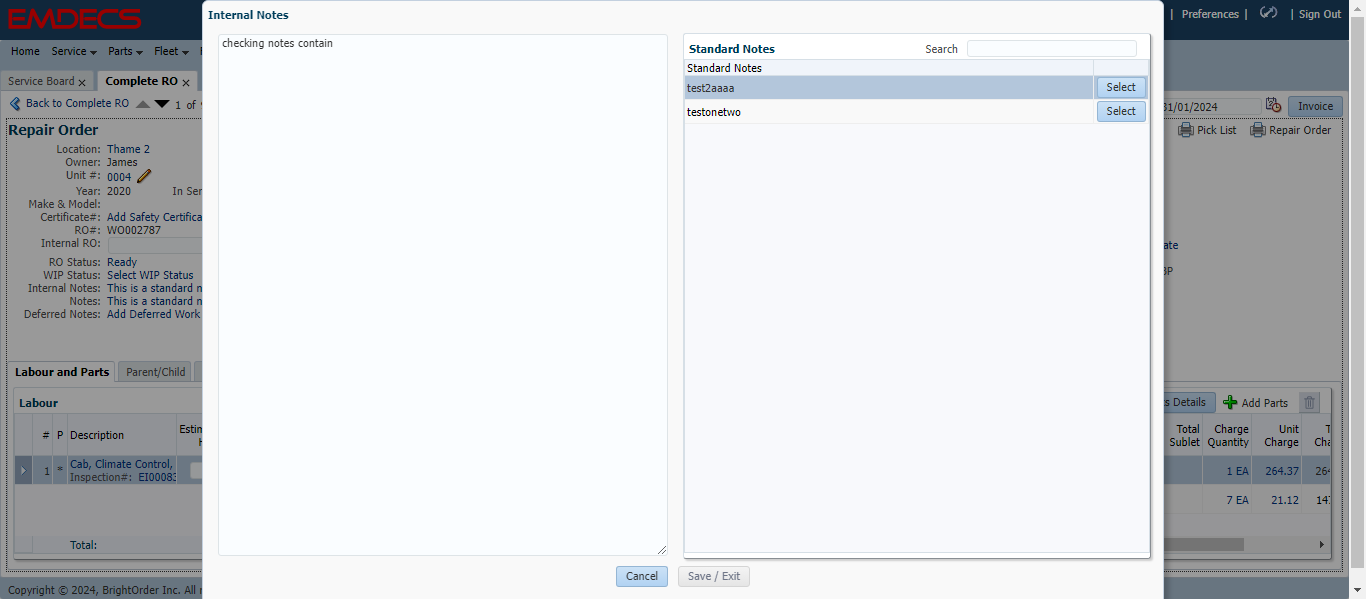 EMDECS
Internal Notes
| Preferences | | Sign Out
Home Service Parts Fleet
checking notes contain
Standard Notes Search
Standard Notes
test2aaaa Select
testonetwo Select
Service Board x Complete RO x
Back to Complete RO 1 of
31/01/2024 Invoice
Repair Order
Pick List Repair Order
Location: Thame 2
Owner: James
Unit #: 0004
Year: 2020 In Ser
Make & Model:
Certificate#: Add Safety Certifica
RO#: WO002787
Internal RO:
RO Status: Ready
WIP Status: Select WIP Status
Internal Notes: This is a standard n
Notes: This is a standard n
Deferred Notes: Add Deferred Work
ate
BP
Labour and Parts Parent/Child
Labour
s Details Add Parts
# P Description Estim
H
Total Sublet Charge Quantity Unit Charge T Cha
1 * Cab, Climate Control,
Inspection#: EI00083
1 EA 264.37 264
7 EA 21.12 147
Total:
Cancel Save / Exit
Copyright © 2024, BrightOrder Inc. All r